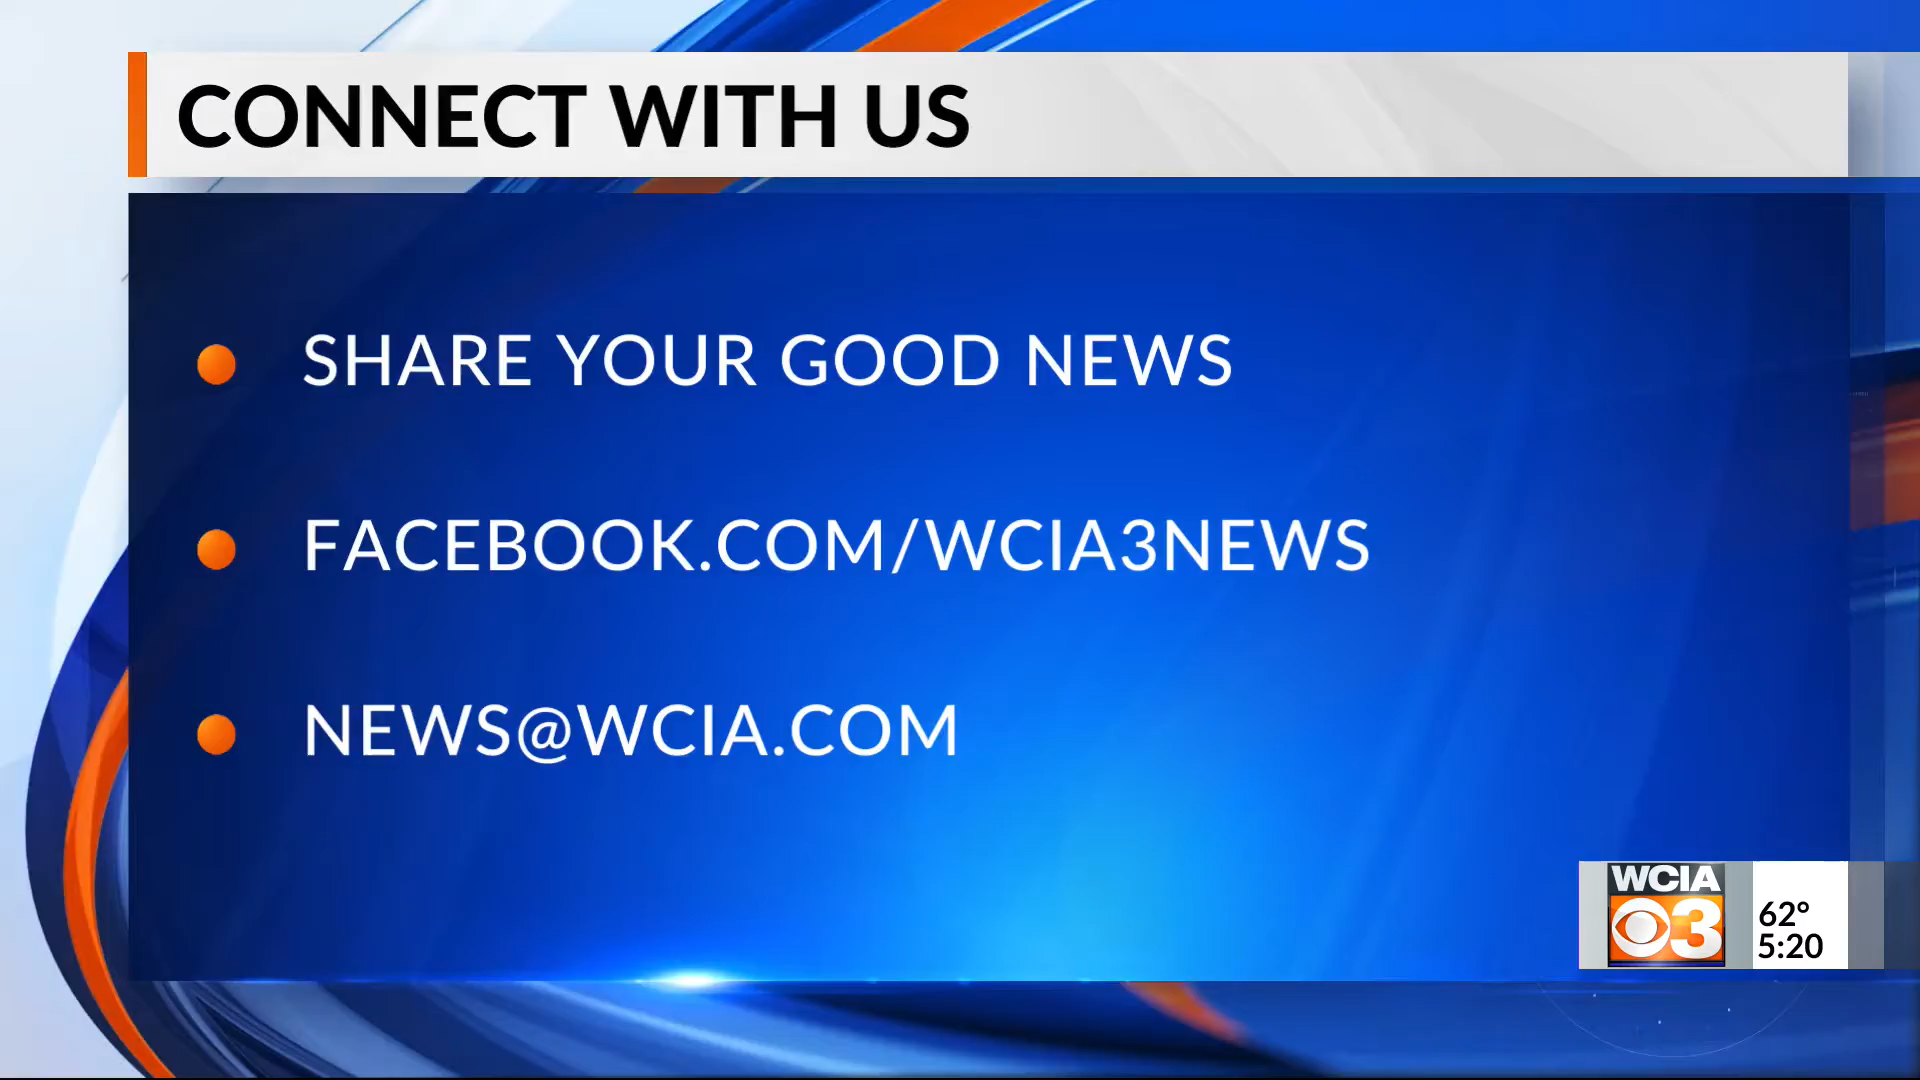 CONNECT WITH US
SHARE YOUR GOOD NEWS
FACEBOOK.COM/WCIA3NEWS
NEWS@WCIA.COM
WCIA
3
62°
5:20